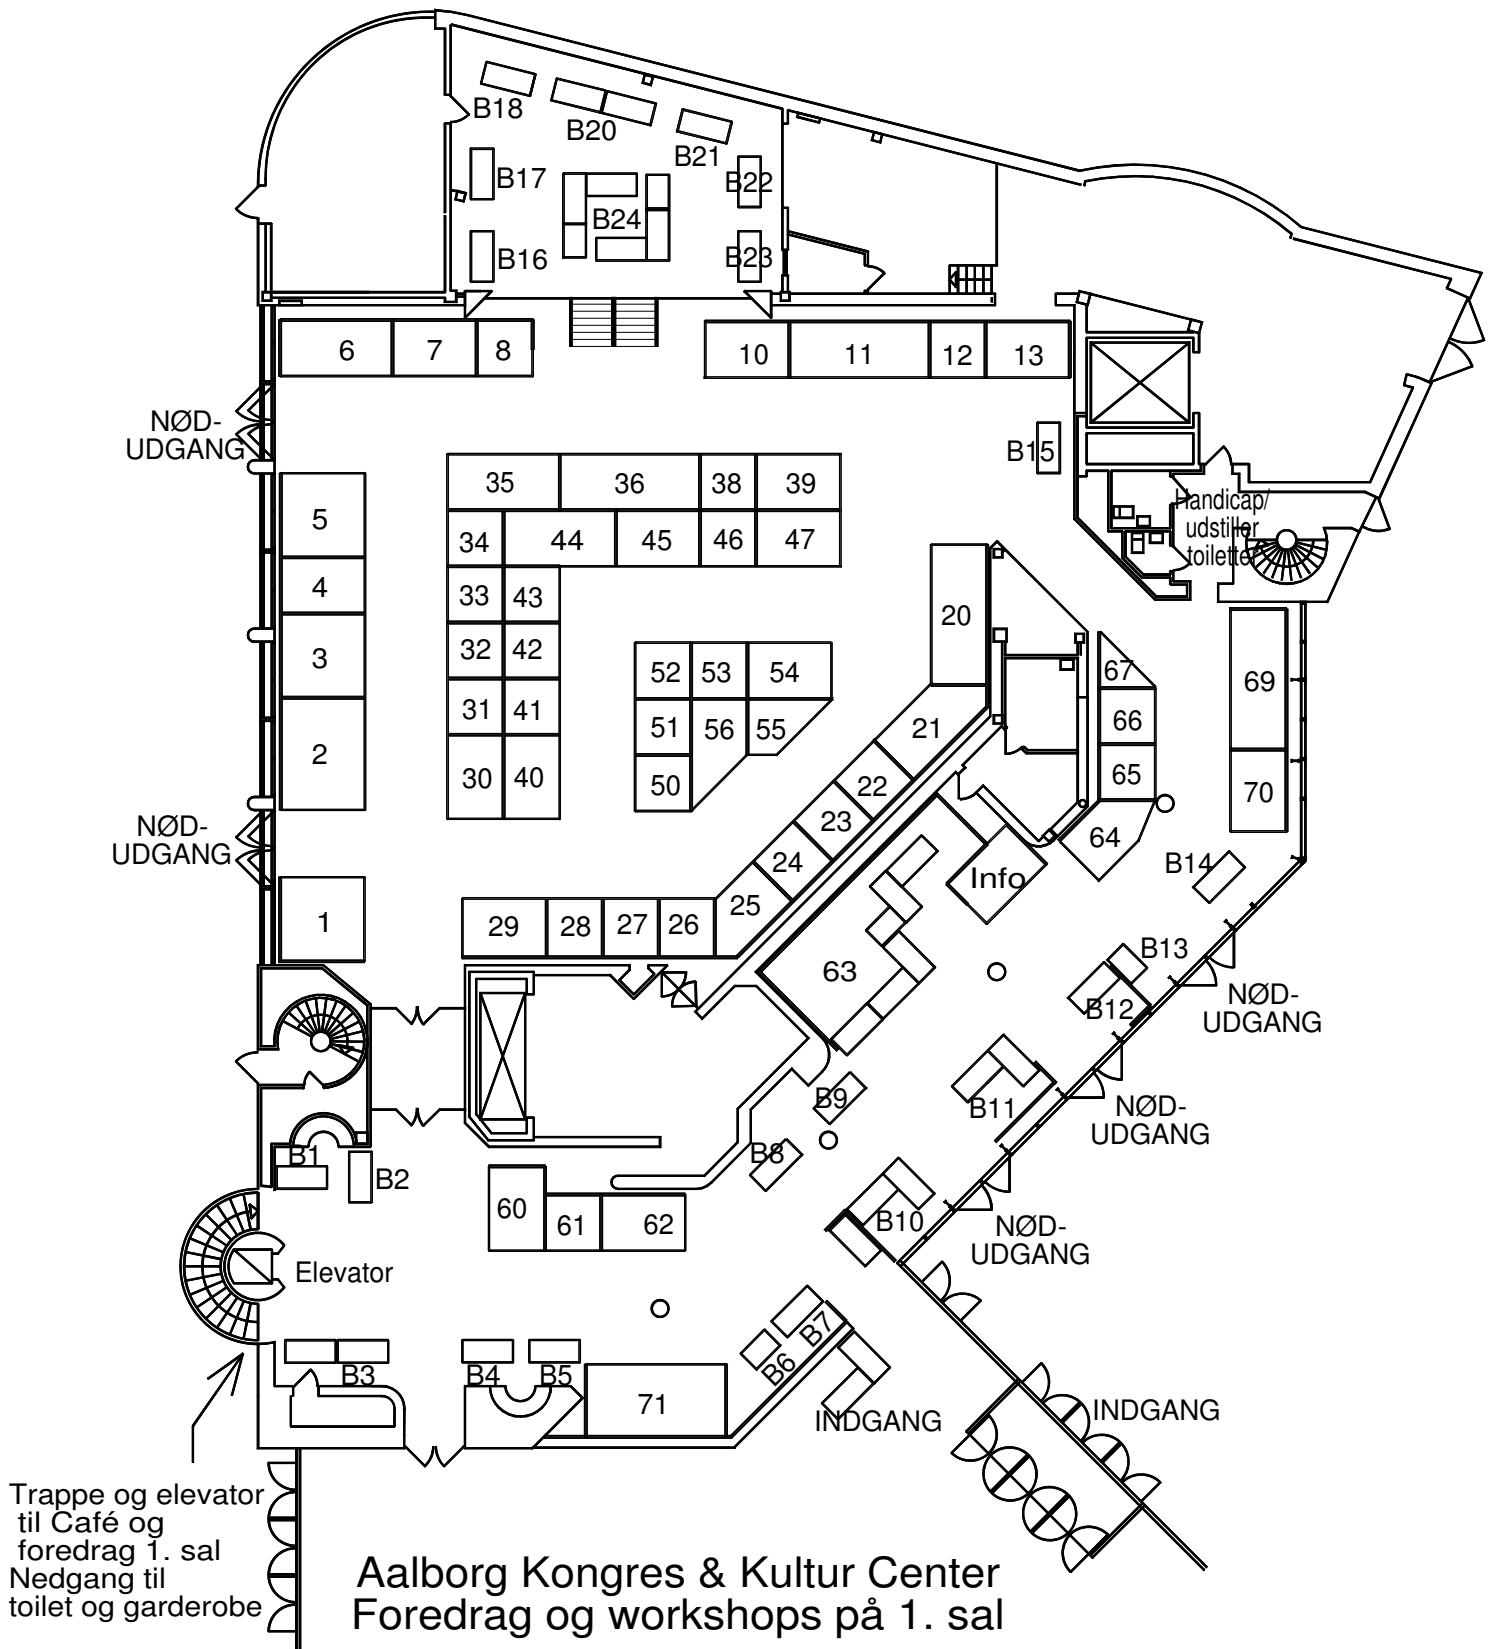 B18
B20
B21
B17
B22
B24
B16
B23
6
7
8
10
11
12
13
NØD-
UDGANG
B15
35
36
38
39
5
34
44
45
46
47
Handicap/
udstiller
toiletter
4
33
43
20
3
32
42
52
53
54
67
69
31
41
51
56
55
21
66
2
30
40
50
22
65
70
NØD-
UDGANG
23
64
24
B14
Info
1
29
28
27
26
25
63
B13
B12
NØD-
UDGANG
B9
B11
NØD-
UDGANG
B1
B2
B8
60
61
62
B10
NØD-
UDGANG
Elevator
B7
B6
B3
B4
B5
71
INDGANG
INDGANG
Trappe og elevator
til Café og
foredrag 1. sal
Nedgang til
toilet og garderobe
Aalborg Kongres & Kultur Center
Foredrag og workshops på 1. sal